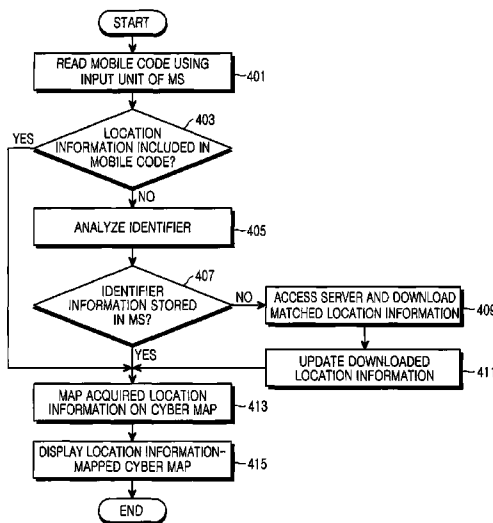 START
READ MOBILE CODE USING
INPUT UNIT OF MS
401
403
YES
LOCATION
INFORMATION INCLUDED IN
MOBILE CODE?
NO
ANALYZE IDENTIFIER
405
407
IDENTIFIER
INFORMATION STORED
IN MS?
NO
ACCESS SERVER AND DOWNLOAD
MATCHED LOCATION INFORMATION
409
YES
UPDATE DOWNLOADED
LOCATION INFORMATION
411
MAP ACQUIRED LOCATION
INFORMATION ON CYBER MAP
413
DISPLAY LOCATION INFORMATION-
MAPPED CYBER MAP
415
END